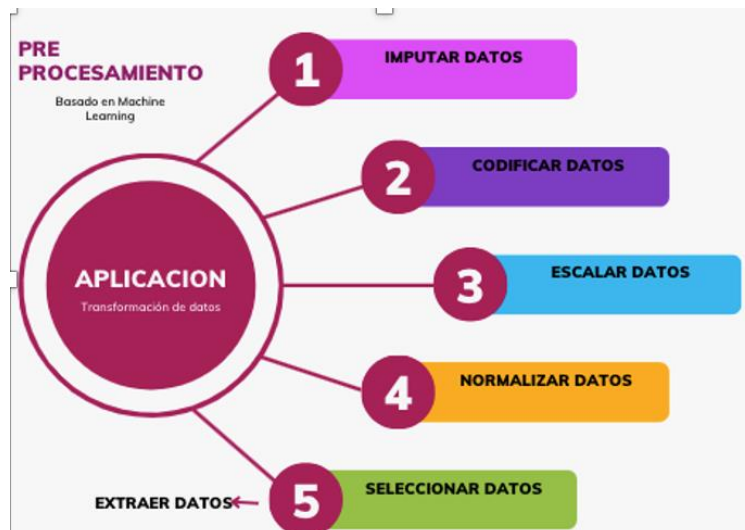 PRE
PROCESAMIENTO
Basado en Machine
Learning
1
IMPUTAR DATOS
2
CODIFICAR DATOS
APLICACION
Transformación de datos
3
ESCALAR DATOS
4
NORMALIZAR DATOS
5
SELECCIONAR DATOS
EXTRAER DATOS